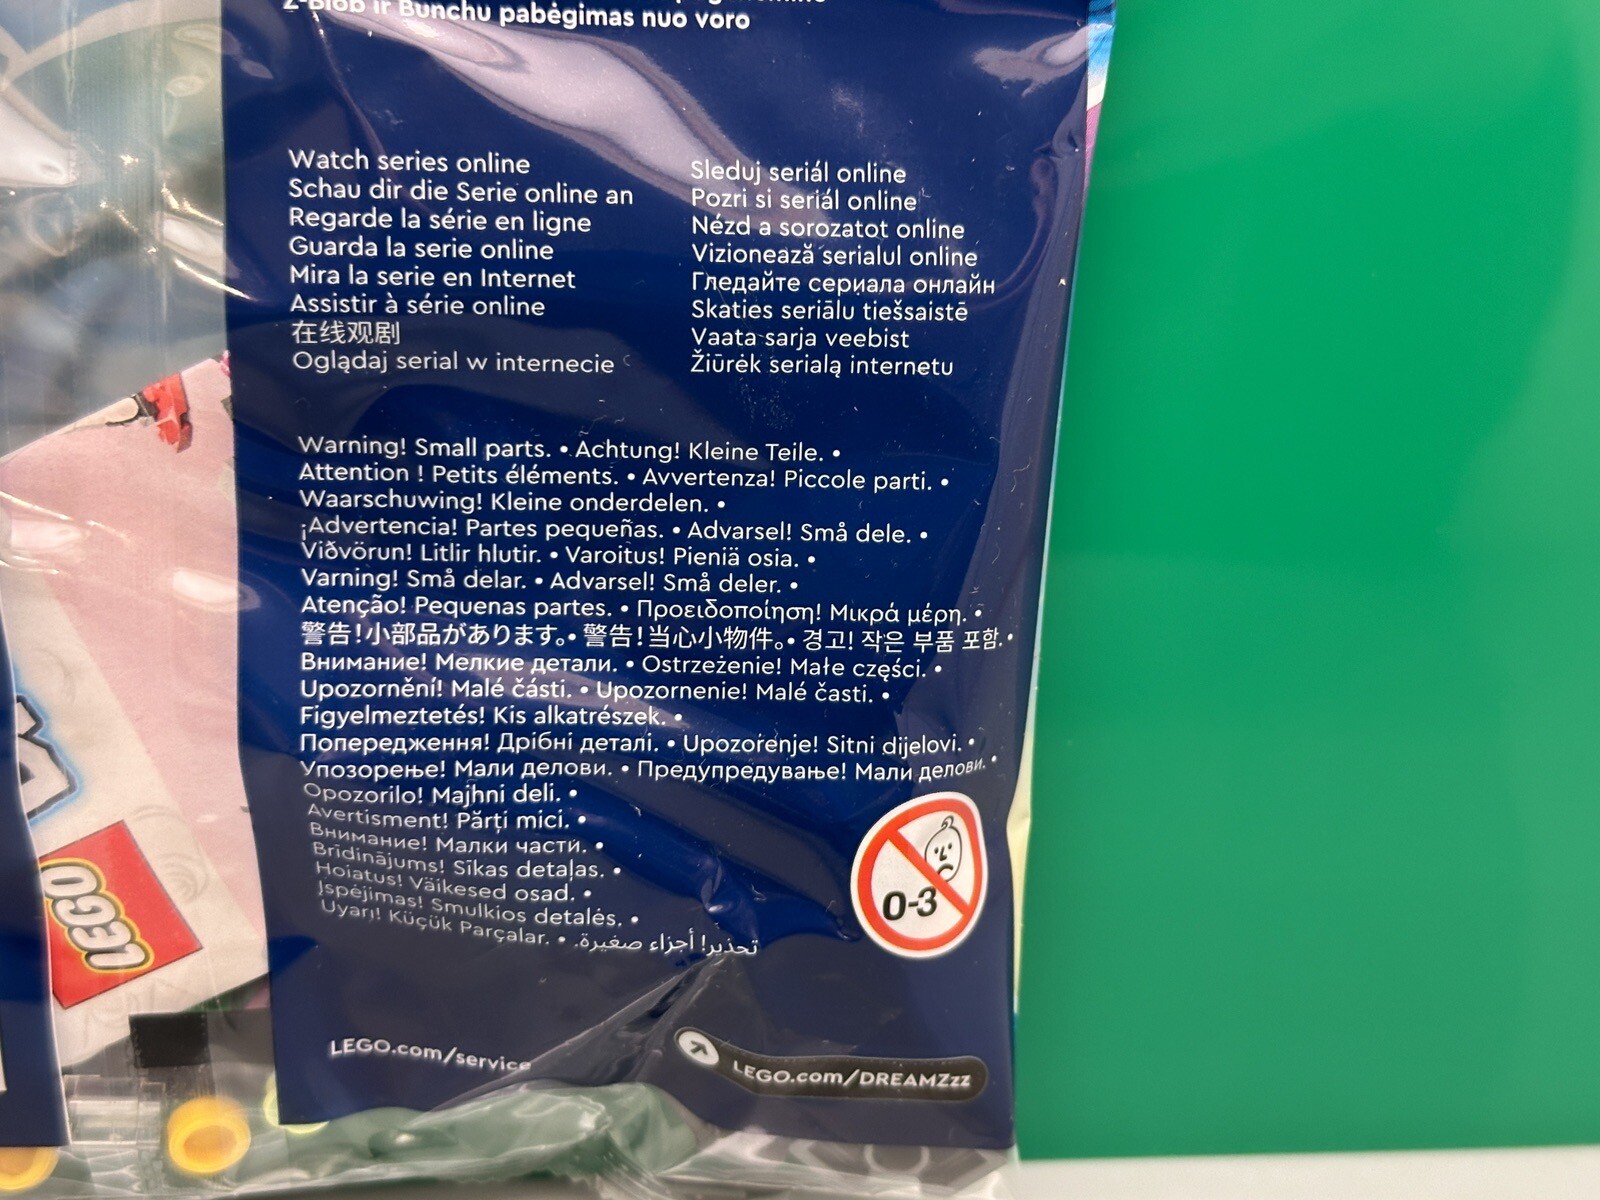 Z-Blob ir Bunchu pabėgimas nuo voro
Watch series online
Schau dir die Serie online an
Regarde la série en ligne
Guarda la serie online
Mira la serie en Internet
Assistir à série online
在线观剧
Oglądaj serial w internecie
Sleduj seriál online
Pozri si seriál online
Nézd a sorozatot online
Vizionează serialul online
Гледайте сериала онлайн
Skaties seriālu tiešsaistē
Vaata sarja veebist
Žiūrėk serialą internetu
Warning! Small parts. • Achtung! Kleine Teile. •
Attention ! Petits éléments. • Avvertenza! Piccole parti. •
Waarschuwing! Kleine onderdelen. •
¡Advertencia! Partes pequeñas. • Advarsel! Små dele. •
Viðvörun! Litlir hlutir. • Varoitus! Pieniä osia. •
Varning! Små delar. • Advarsel! Små deler. •
Atenção! Pequenas partes. • Προειδοποίηση! Μικρά μέρη. •
警告!小部品があります。• 警告!当心小物件。• 경고! 작은 부품 포함. •
Внимание! Мелкие детали. • Ostrzeżenie! Małe części. •
Upozornění! Malé části. • Upozornenie! Malé časti. •
Figyelmeztetés! Kis alkatrészek. •
Попередження! Дрібні деталі. • Upozorenje! Sitni dijelovi. •
Упозорење! Мали делови. • Предупредување! Мали делови. •
Opozorilo! Majhni deli. •
Avertisment! Părți mici. •
Внимание! Малки части. •
Brīdinājums! Sīkas detaļas. •
Hoiatus! Väikesed osad. •
Įspėjimas! Smulkios detalės. •
Uyarı! Küçük Parçalar. • تحذير! أجزاء صغيرة.
0-3
LEGO
LEGO.com/service
LEGO.com/DREAMZzz